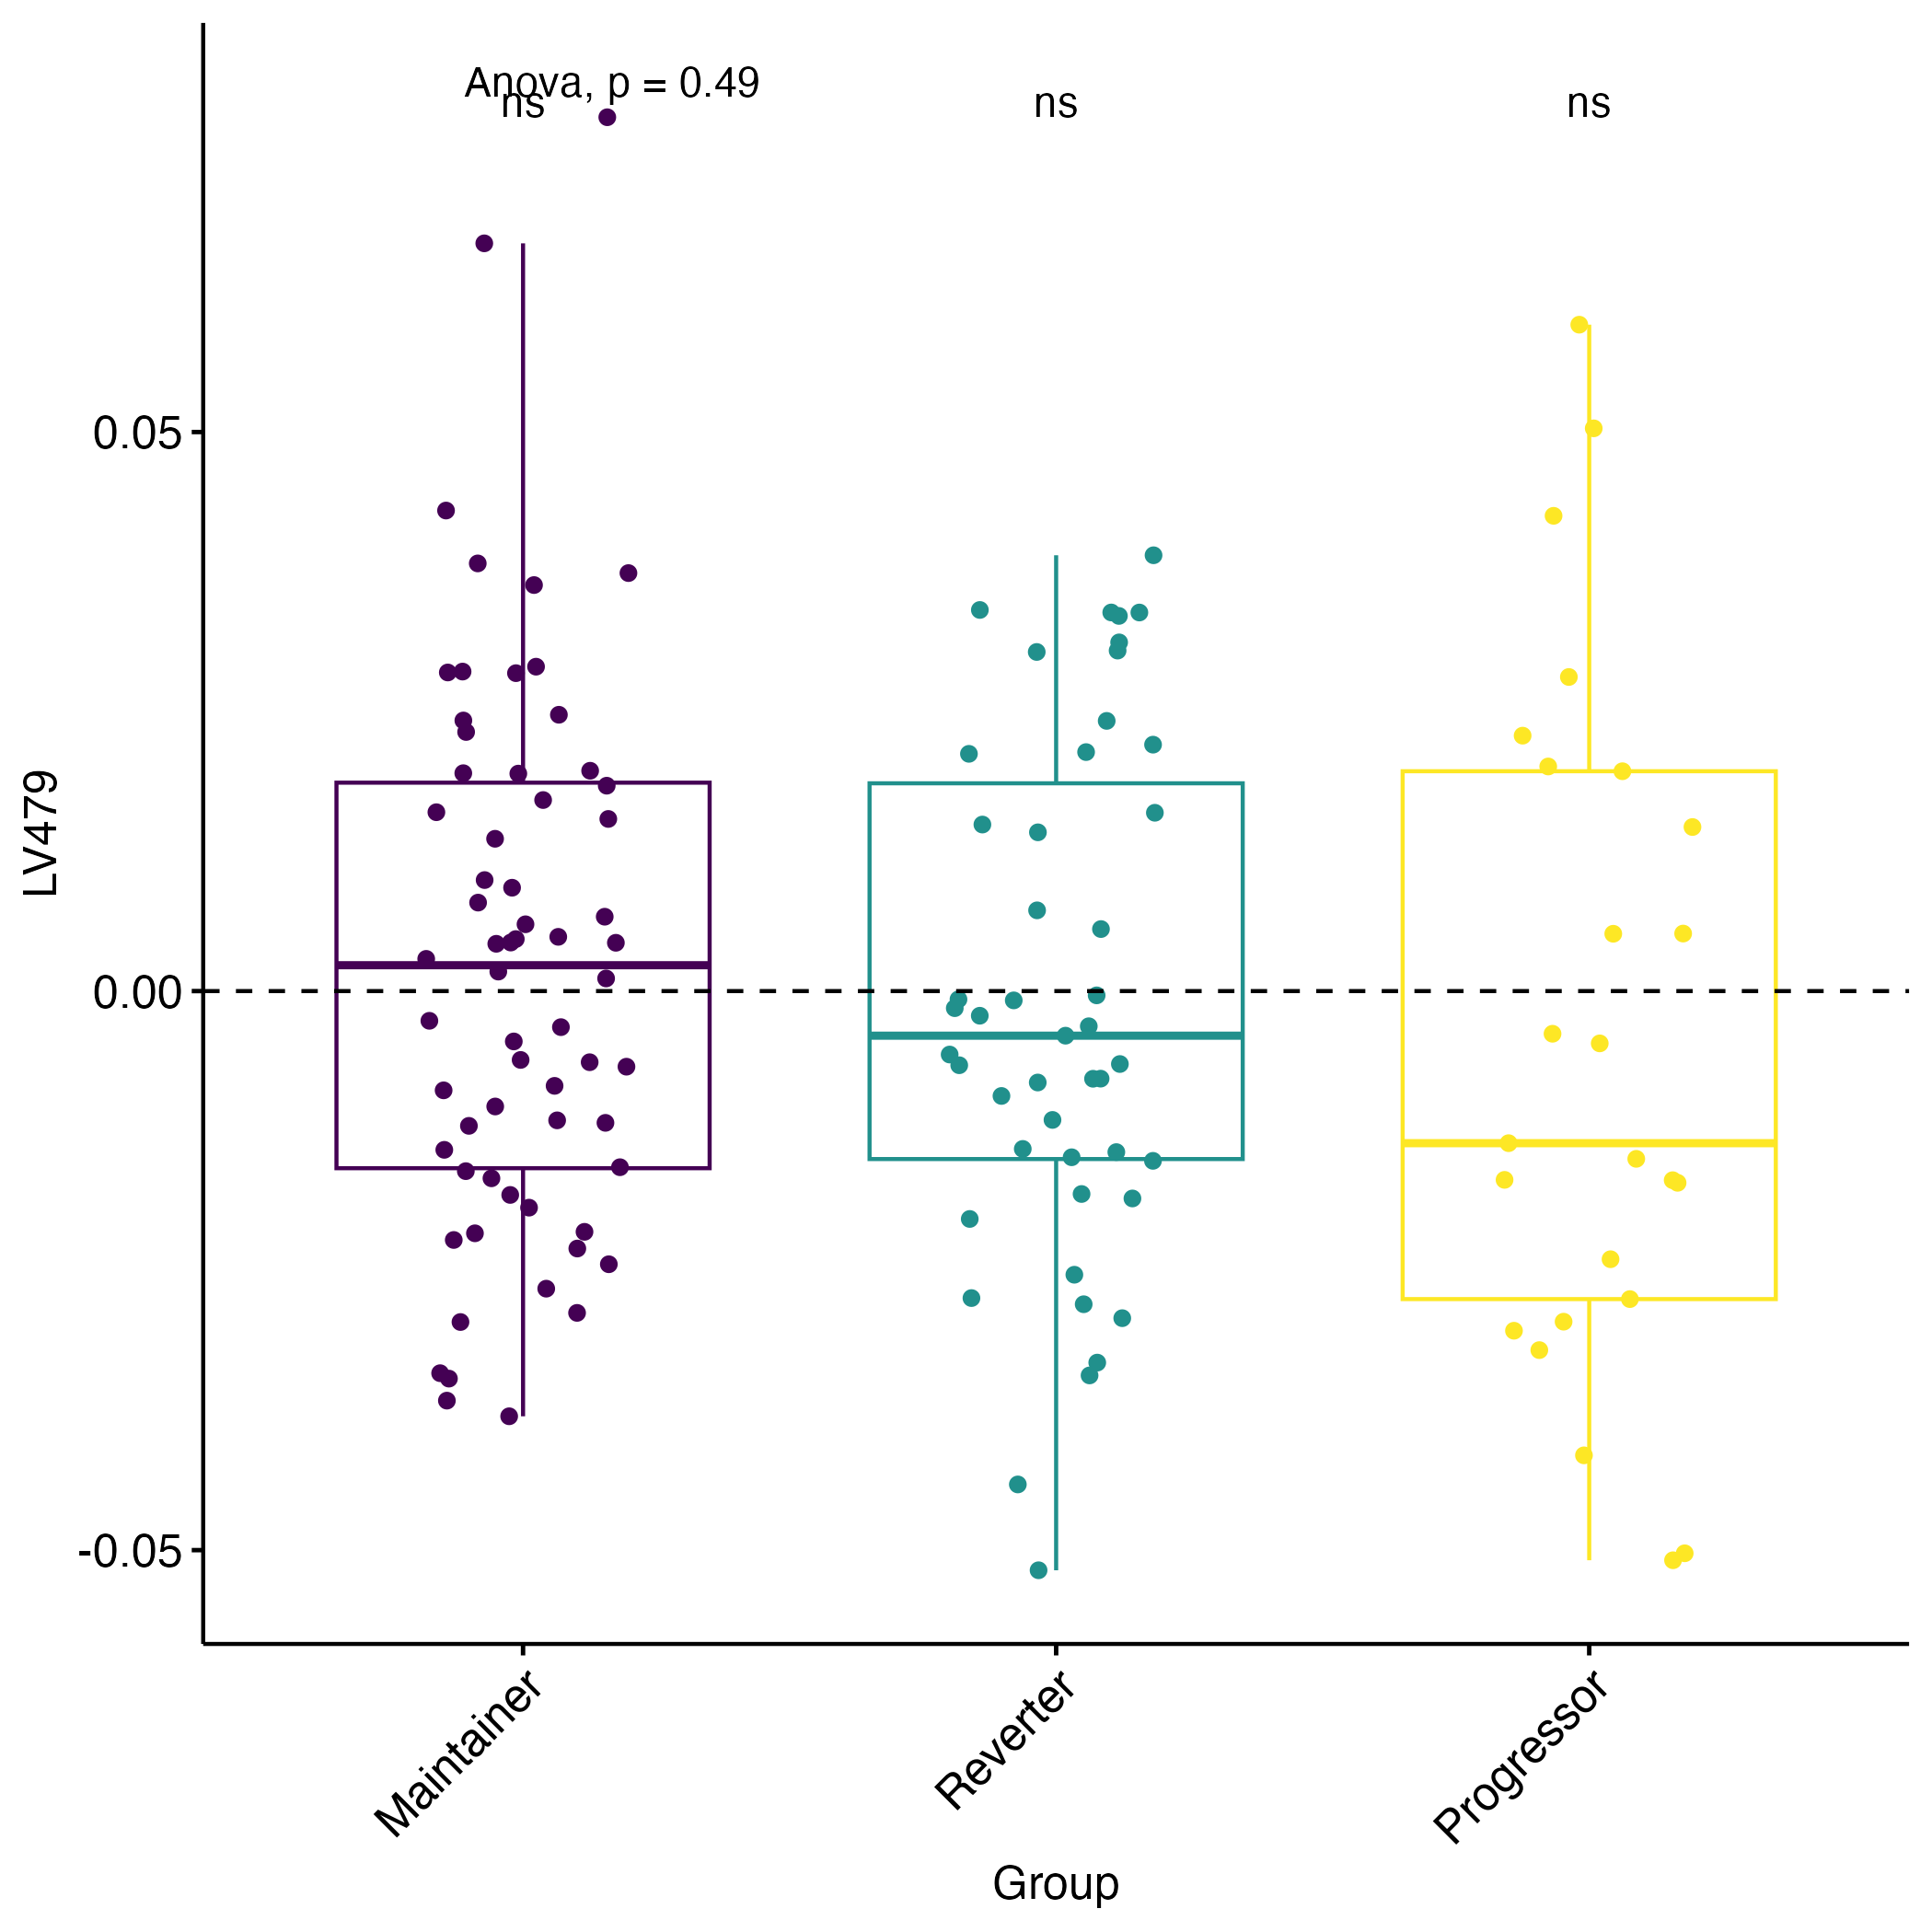 Anova, p = 0.49
ns
ns
ns
0.05
0.00
-0.05
LV479
Maintainer
Reverter
Progressor
Group